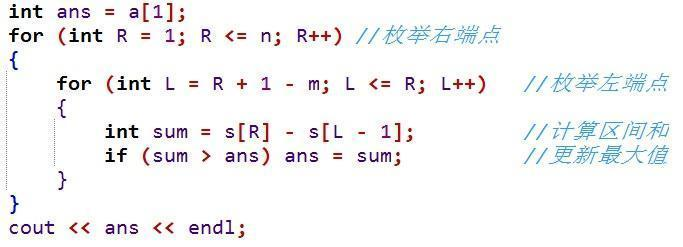 int ans = a[1];
for (int R = 1; R <= n; R++) //枚举右端点
{
for (int L = R + 1 - m; L <= R; L++) //枚举左端点
{
int sum = s[R] - s[L - 1]; //计算区间和
if (sum > ans) ans = sum; //更新最大值
}
}
cout << ans << endl;